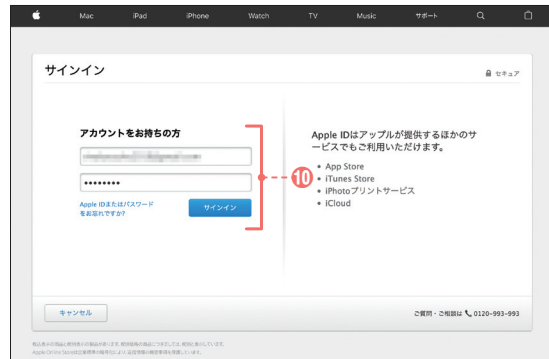 Mac iPad iPhone Watch TV Music サポート
サインイン
セキュア
アカウントをお持ちの方
••••••••
Apple IDまたはパスワード
をお忘れですか?
サインイン
10
Apple IDはアップルが提供するほかのサ
ービスでもご利用いただけます。
• App Store
• iTunes Store
• iPhotoプリントサービス
• iCloud
キャンセル
ご質問・ご相談は 0120-993-993